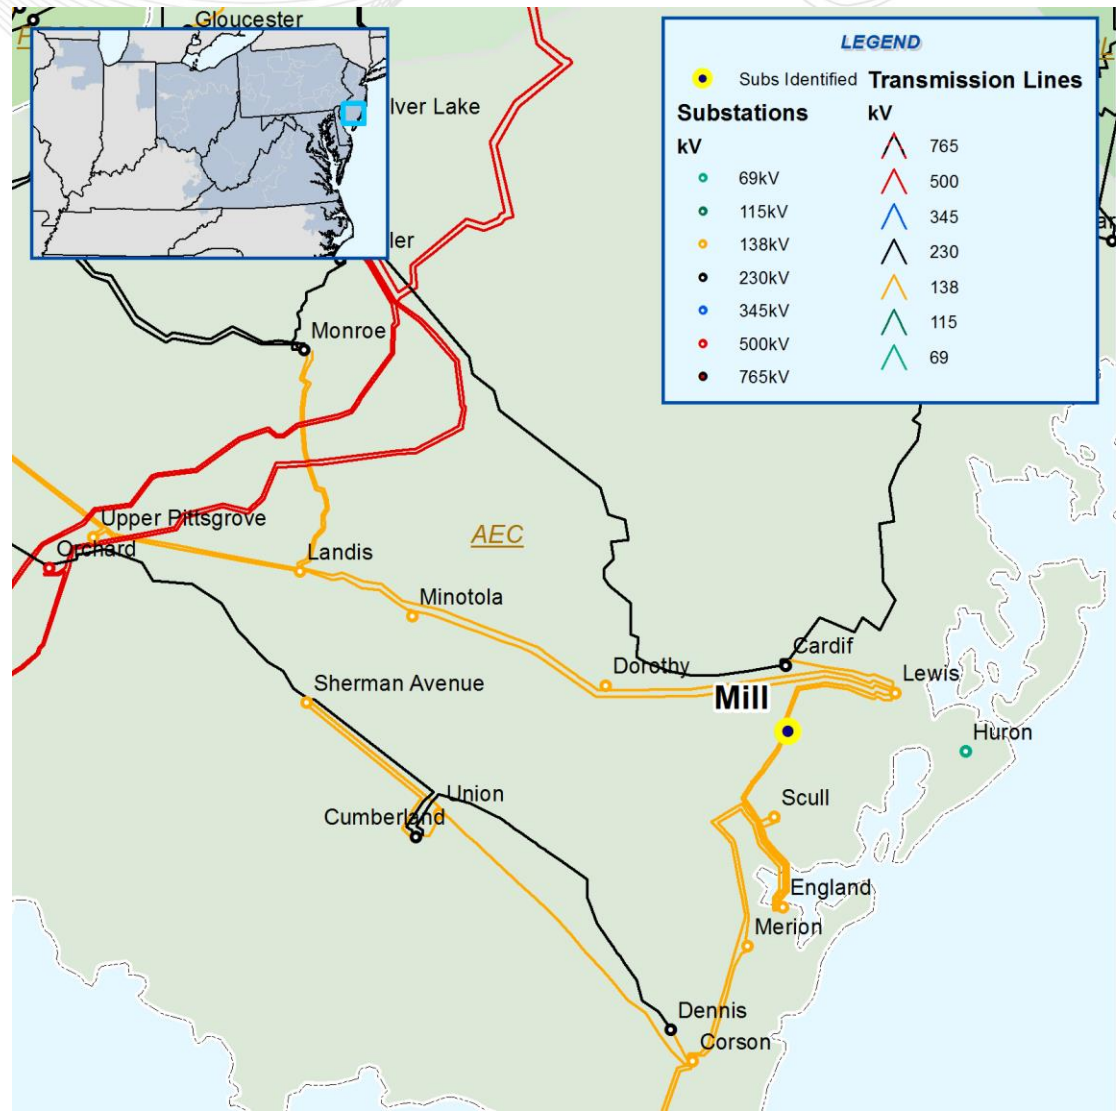 Gloucester
lver Lake
ler
LEGEND
Subs Identified
Transmission Lines
Substations
kV
kV
69kV
115kV
138kV
230kV
345kV
500kV
765kV
765
500
345
230
138
115
69
Monroe
Upper Pittsgrove
Orchard
AEC
Landis
Minotola
Dorothy
Cardif
Lewis
Mill
Sherman Avenue
Huron
Union
Cumberland
Scull
England
Merion
Dennis
Corson